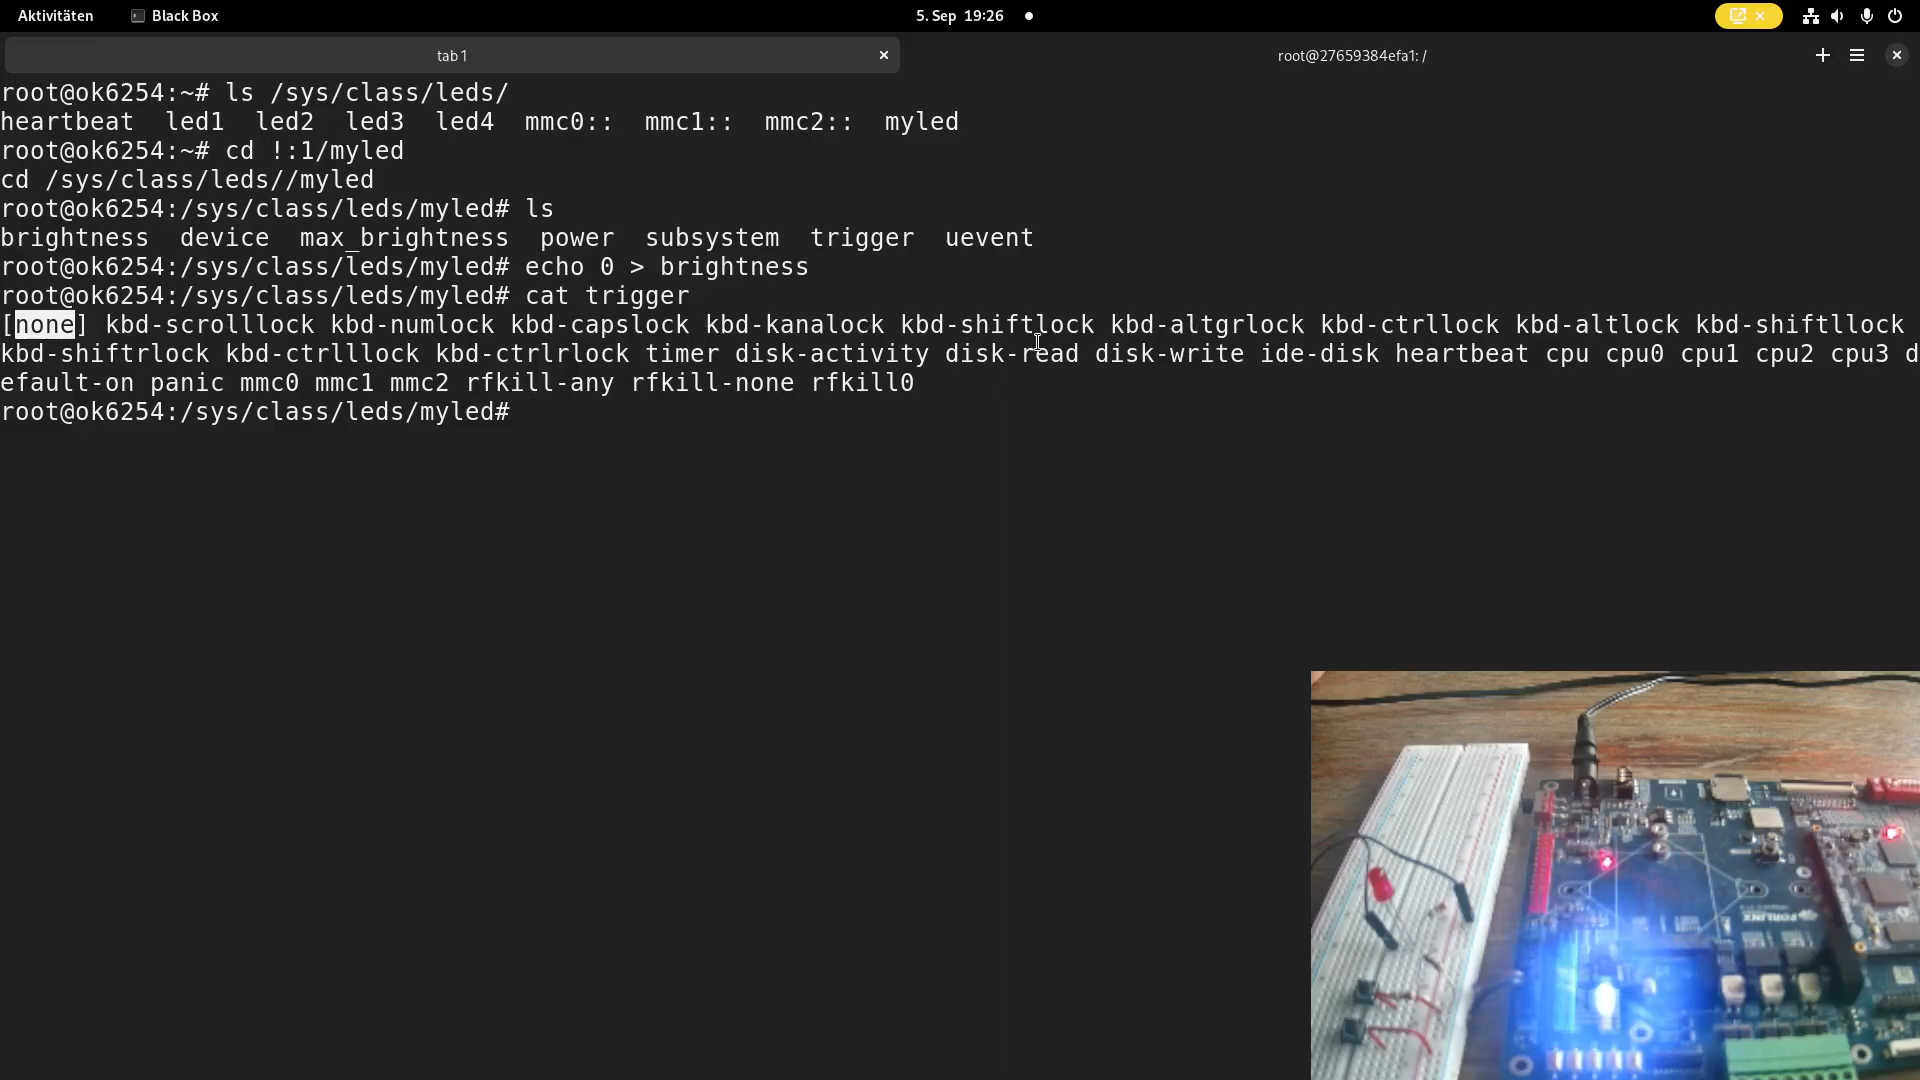 Aktivitäten Black Box 5. Sep 19:26
tab 1 root@27659384efa1: /
root@ok6254:~# ls /sys/class/leds/
heartbeat led1 led2 led3 led4 mmc0:: mmc1:: mmc2:: myled
root@ok6254:~# cd !:1/myled
cd /sys/class/leds//myled
root@ok6254:/sys/class/leds/myled# ls
brightness device max_brightness power subsystem trigger uevent
root@ok6254:/sys/class/leds/myled# echo 0 > brightness
root@ok6254:/sys/class/leds/myled# cat trigger
[none] kbd-scrolllock kbd-numlock kbd-capslock kbd-kanalock kbd-shiftlock kbd-altgrlock kbd-ctrllock kbd-altlock kbd-shiftllock
kbd-shiftrlock kbd-ctrlllock kbd-ctrlrlock timer disk-activity disk-read disk-write ide-disk heartbeat cpu cpu0 cpu1 cpu2 cpu3 d
efault-on panic mmc0 mmc1 mmc2 rfkill-any rfkill-none rfkill0
root@ok6254:/sys/class/leds/myled#
FORLINX